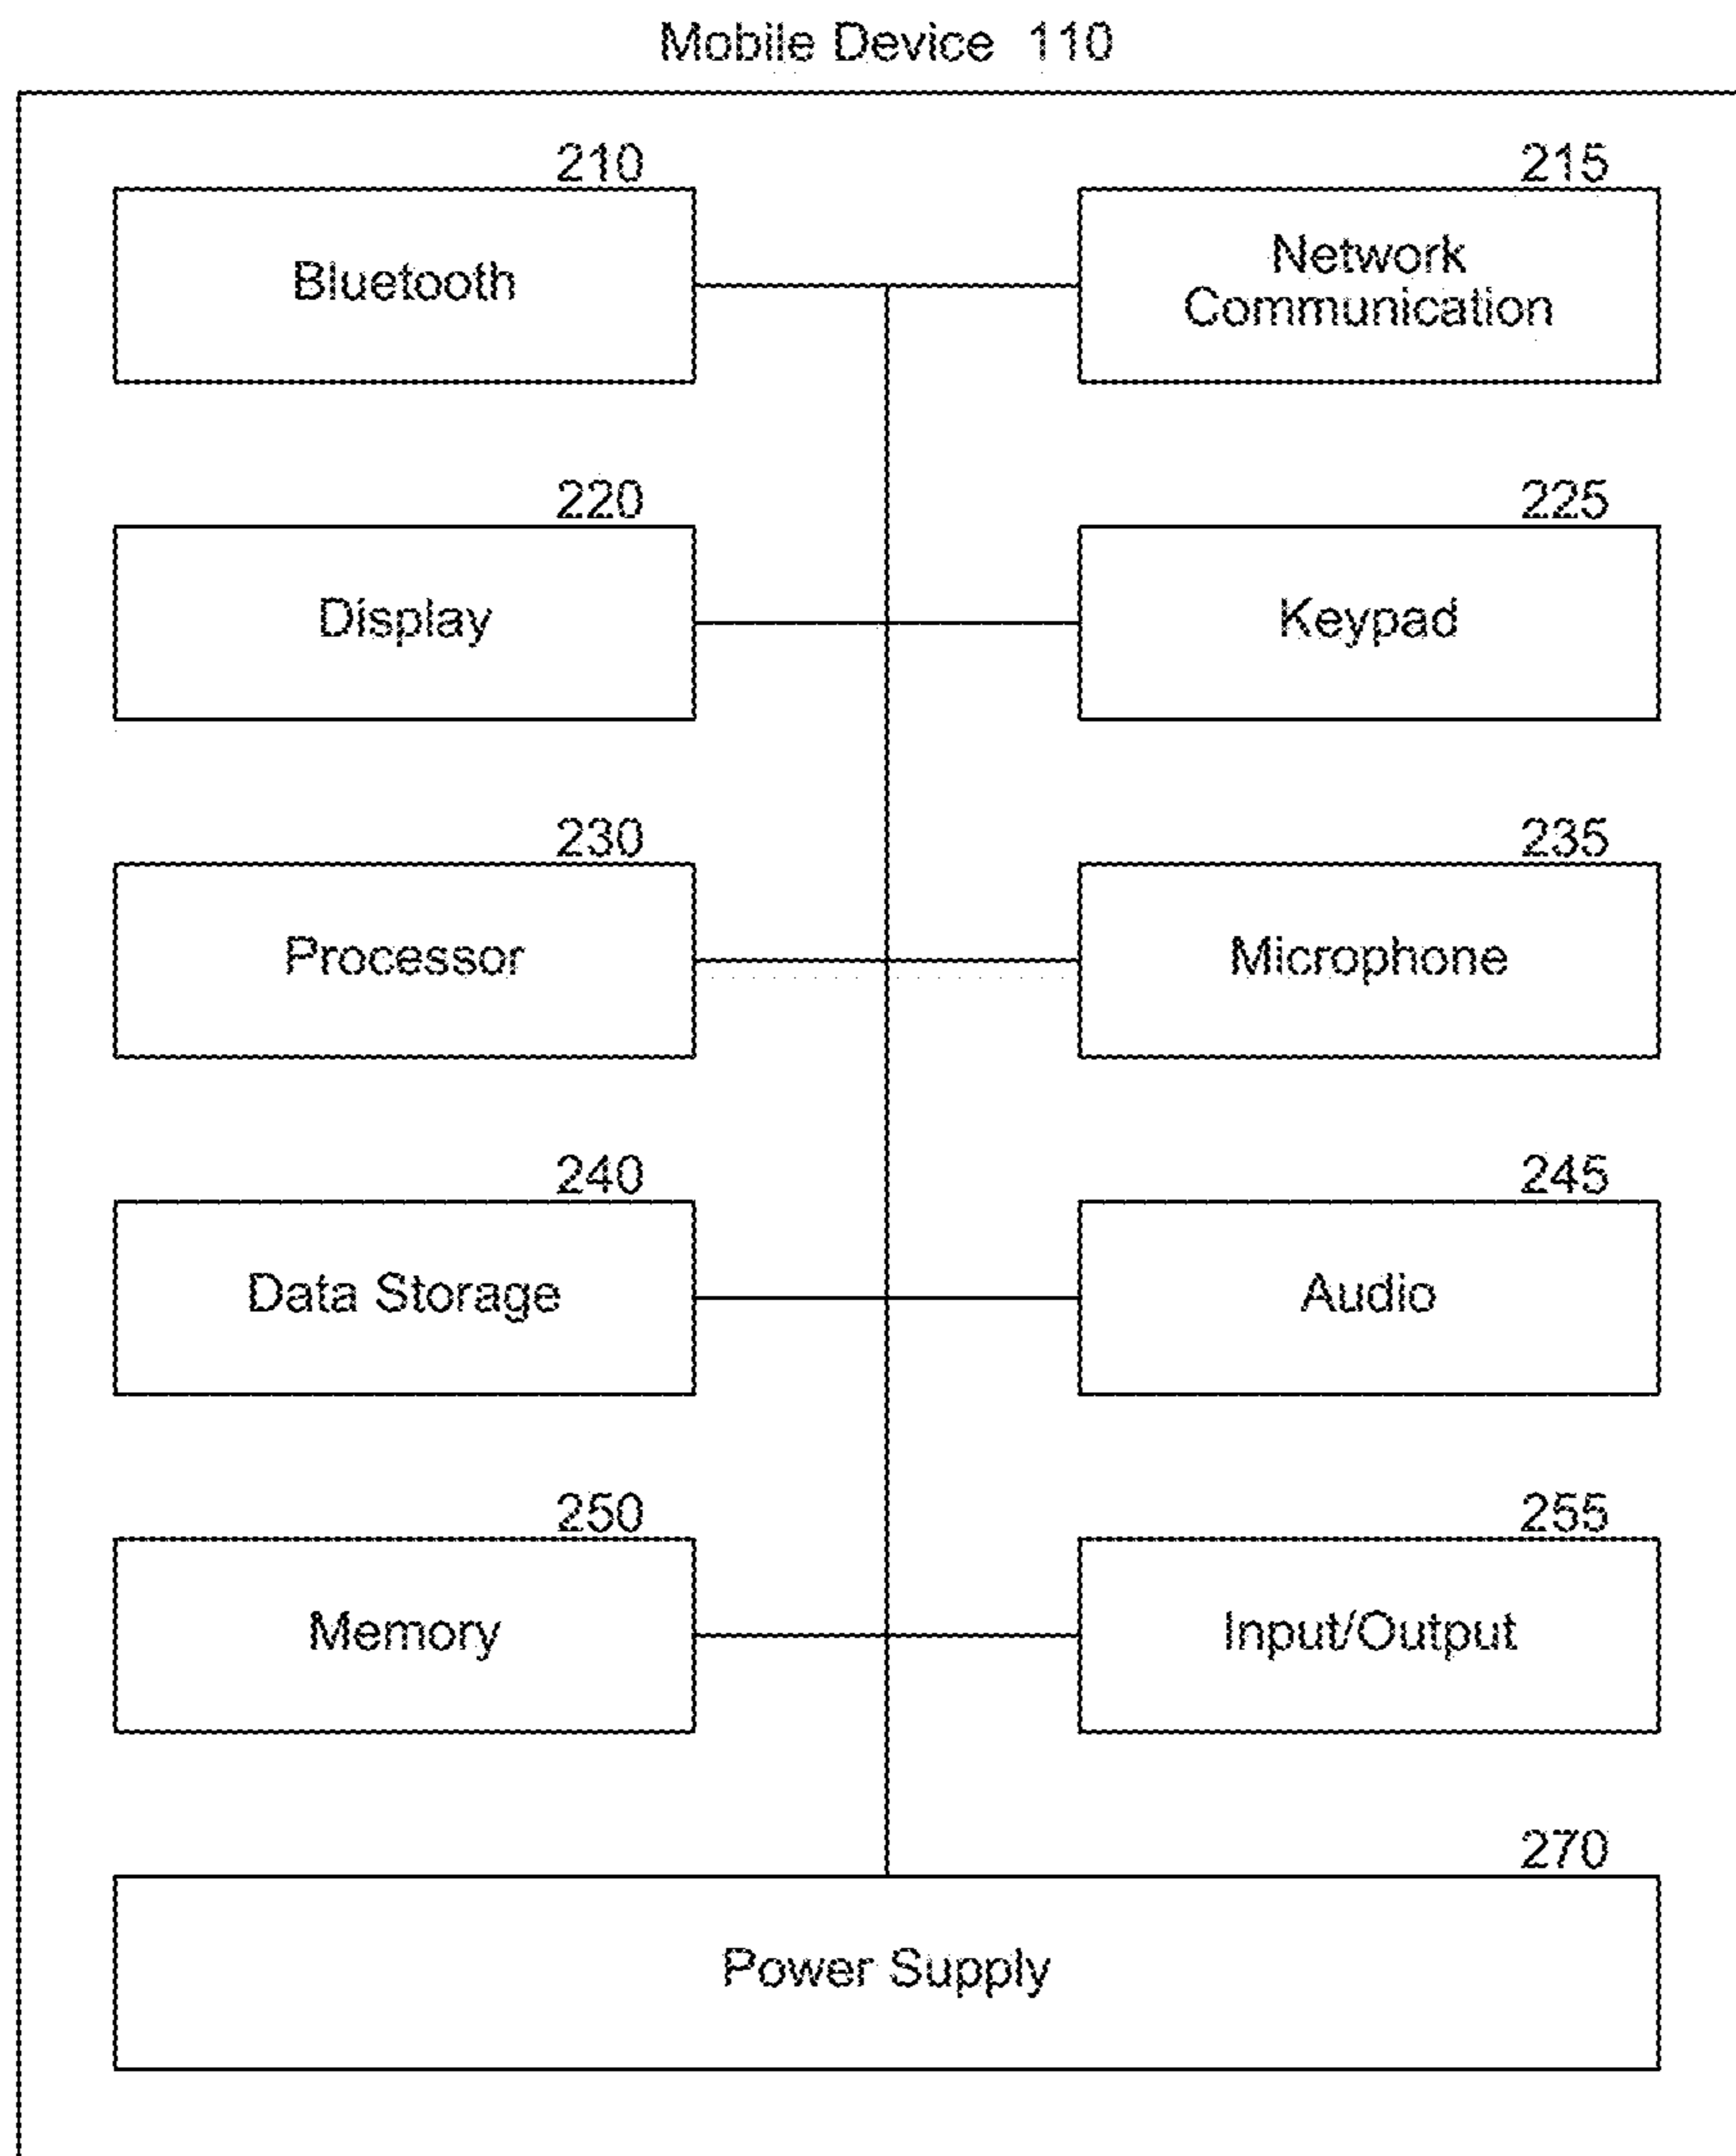 Mobile Device 110
210
Bluetooth
215
Network
Communication
220
Display
225
Keypad
230
Processor
235
Microphone
240
Data Storage
245
Audio
250
Memory
255
Input/Output
270
Power Supply